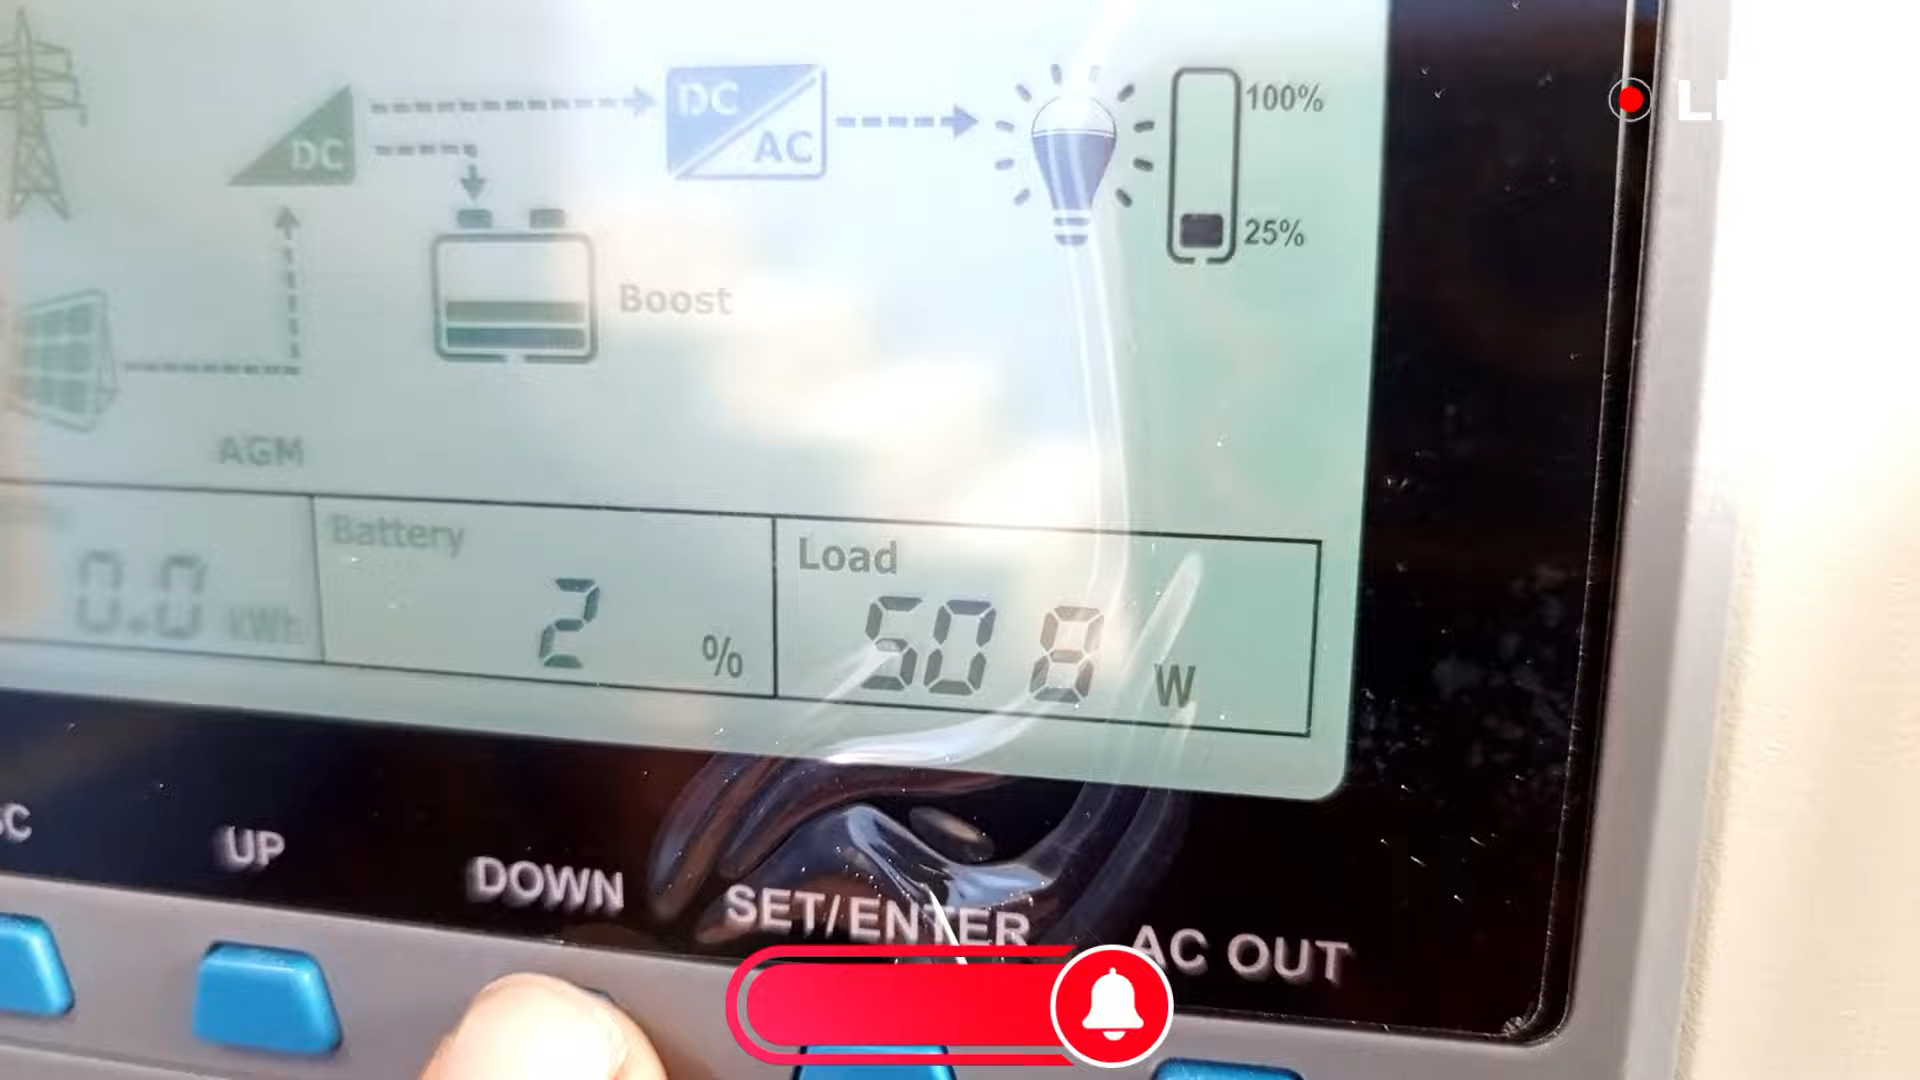 DC
AC
100%
DC
25%
Boost
AGM
Battery
Load
0.0 kWh
2 %
508 W
UP
DOWN
SET/ENTER
AC OUT